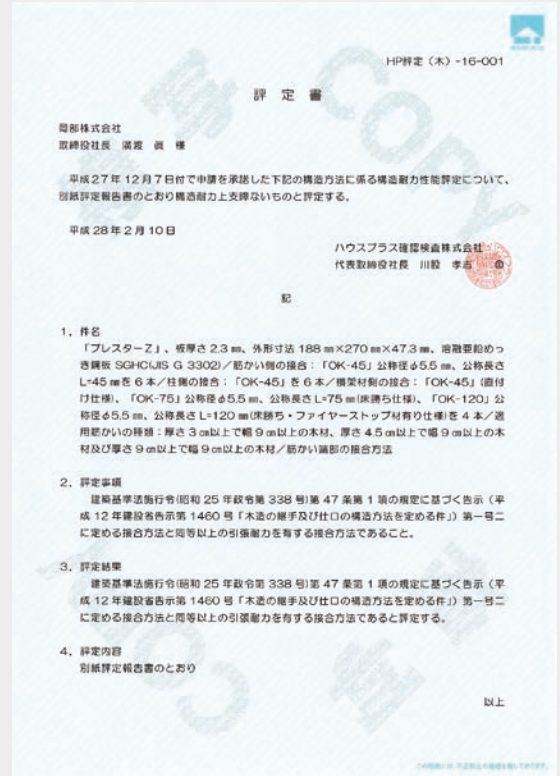 HP評定（木）-16-001
評 定 書
岡部株式会社
取締役社長 廣渡 眞 様
平成27年12月7日付で申請を承諾した下記の構造方法に係る構造耐力性能評定について、
別紙評定報告書のとおり構造耐力上支障ないものと評定する。
平成28年2月10日
ハウスプラス確認検査株式会社
代表取締役社長 川股 孝志 ㊞
記
1．件名
「ブレスターZ」、板厚さ2.3㎜、外形寸法188㎜×270㎜×47.3㎜、溶融亜鉛めっ
き鋼板SGHC(JIS G 3302)／筋かい側の接合：「OK-45」公称径φ5.5㎜、公称長さ
L=45㎜を6本／柱側の接合：「OK-45」を6本／横架材側の接合：「OK-45」(直付
け仕様)、「OK-75」公称径φ5.5㎜、公称長さL=75㎜(床勝ち仕様)、「OK-120」公
称径φ5.5㎜、公称長さL=120㎜(床勝ち・ファイヤーストップ材有り仕様)を4本／適
用筋かいの種類：厚さ3㎝以上で幅9㎝以上の木材、厚さ4.5㎝以上で幅9㎝以上の木
材及び厚さ9㎝以上で幅9㎝以上の木材／筋かい端部の接合方法
2．評定事項
建築基準法施行令(昭和25年政令第338号)第47条第1項の規定に基づく告示（平
成12年建設省告示第1460号「木造の継手及び仕口の構造方法を定める件」）第一号ニ
に定める接合方法と同等以上の引張耐力を有する接合方法であること。
3．評定結果
建築基準法施行令(昭和25年政令第338号)第47条第1項の規定に基づく告示（平
成12年建設省告示第1460号「木造の継手及び仕口の構造方法を定める件」）第一号ニ
に定める接合方法と同等以上の引張耐力を有する接合方法であると評定する。
4．評定内容
別紙評定報告書のとおり
以上
複写
COPY
COPY
複写